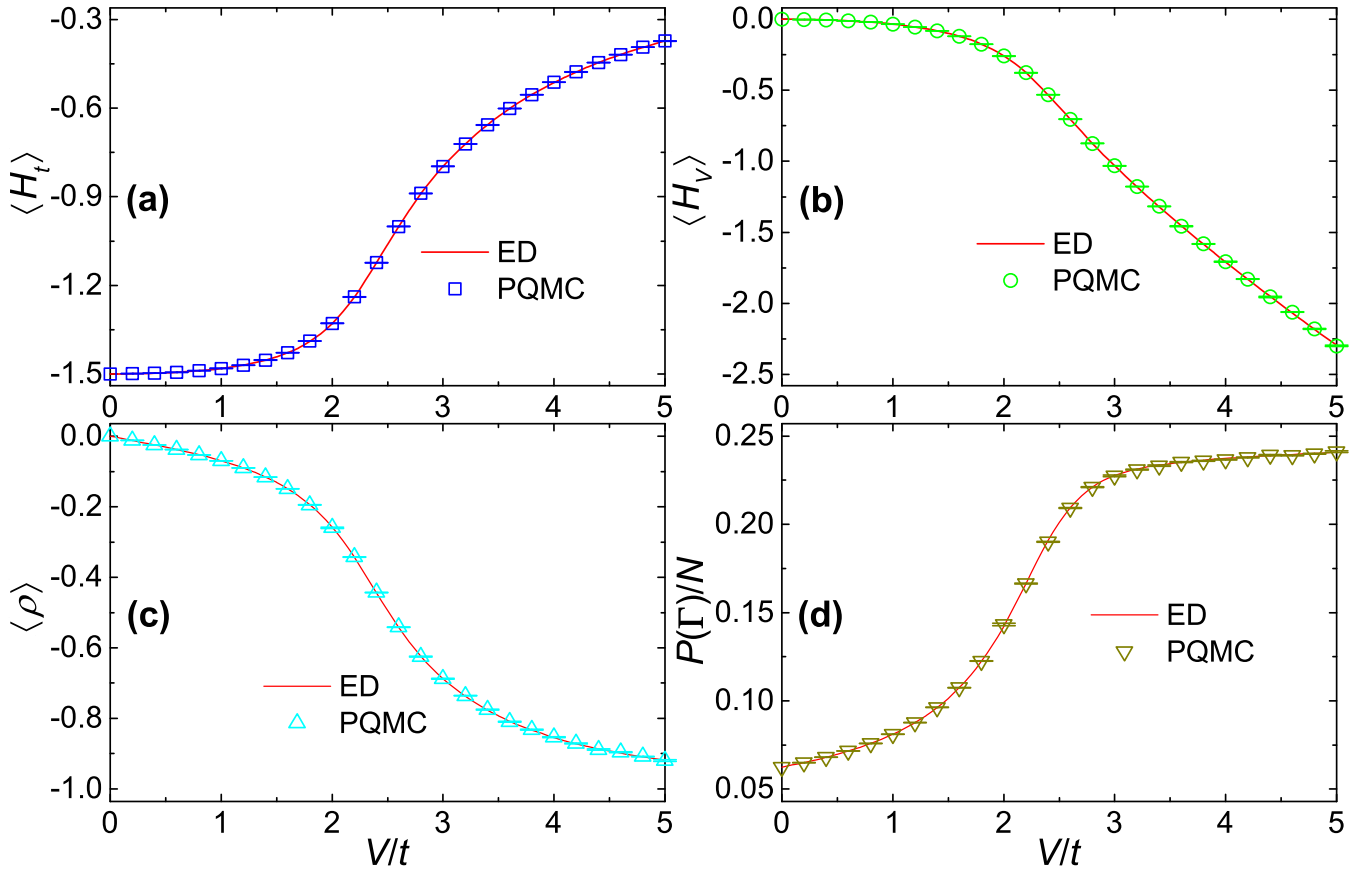 -0.3
-0.6
-0.9
-1.2
-1.5
⟨H_t⟩
(a)
ED
PQMC
0 1 2 3 4 5
0.0
-0.5
-1.0
-1.5
-2.0
-2.5
⟨H_V⟩
(b)
ED
PQMC
0 1 2 3 4 5
0.0
-0.2
-0.4
-0.6
-0.8
-1.0
⟨ρ⟩
(c)
ED
PQMC
0 1 2 3 4 5
V/t
0.25
0.20
0.15
0.10
0.05
P(Γ)/N
(d)
ED
PQMC
0 1 2 3 4 5
V/t